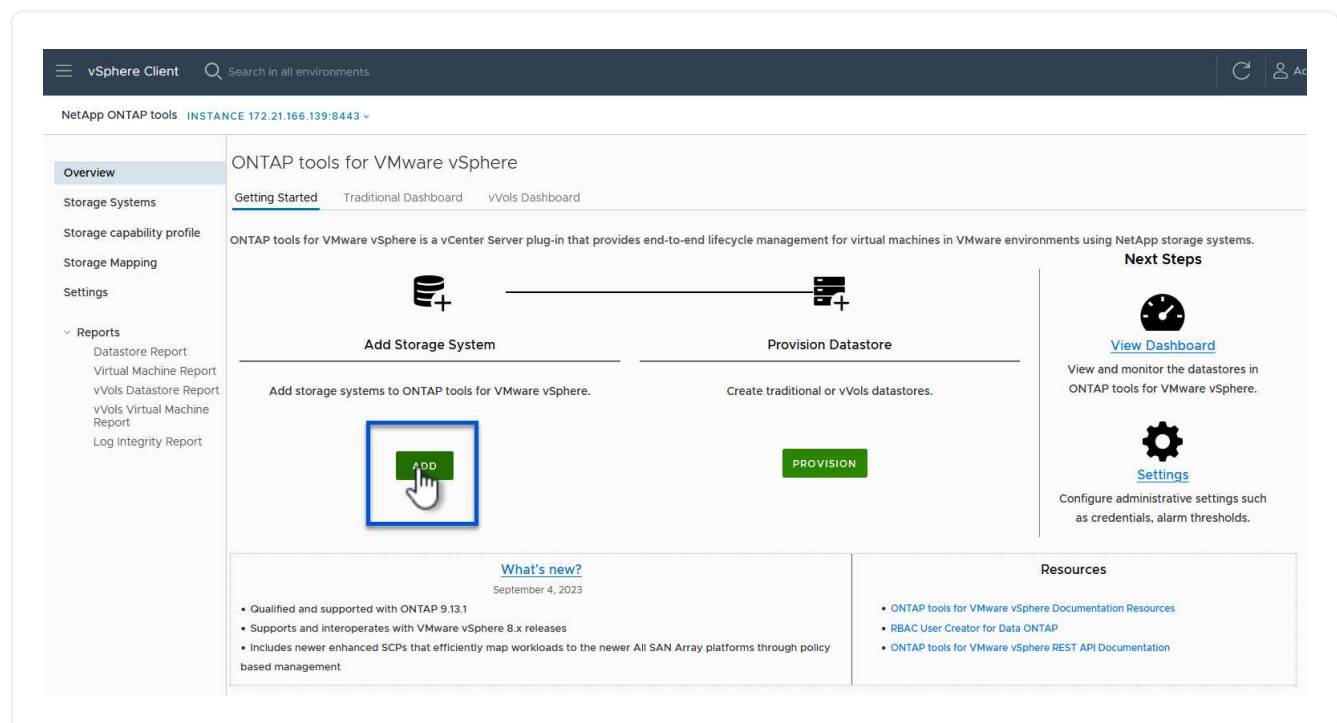 vSphere Client
Search in all environments
NetApp ONTAP tools INSTANCE 172.21.166.139:8443
Overview
Storage Systems
Storage capability profile
Storage Mapping
Settings
Reports
Datastore Report
Virtual Machine Report
vVols Datastore Report
vVols Virtual Machine
Report
Log Integrity Report
ONTAP tools for VMware vSphere
Getting Started Traditional Dashboard vVols Dashboard
ONTAP tools for VMware vSphere is a vCenter Server plug-in that provides end-to-end lifecycle management for virtual machines in VMware environments using NetApp storage systems.
Add Storage System
Add storage systems to ONTAP tools for VMware vSphere.
ADD
Provision Datastore
Create traditional or vVols datastores.
PROVISION
Next Steps
View Dashboard
View and monitor the datastores in
ONTAP tools for VMware vSphere.
Settings
Configure administrative settings such
as credentials, alarm thresholds.
What's new?
September 4, 2023
• Qualified and supported with ONTAP 9.13.1
• Supports and interoperates with VMware vSphere 8.x releases
• Includes newer enhanced SCPs that efficiently map workloads to the newer All SAN Array platforms through policy
based management
Resources
• ONTAP tools for VMware vSphere Documentation Resources
• RBAC User Creator for Data ONTAP
• ONTAP tools for VMware vSphere REST API Documentation